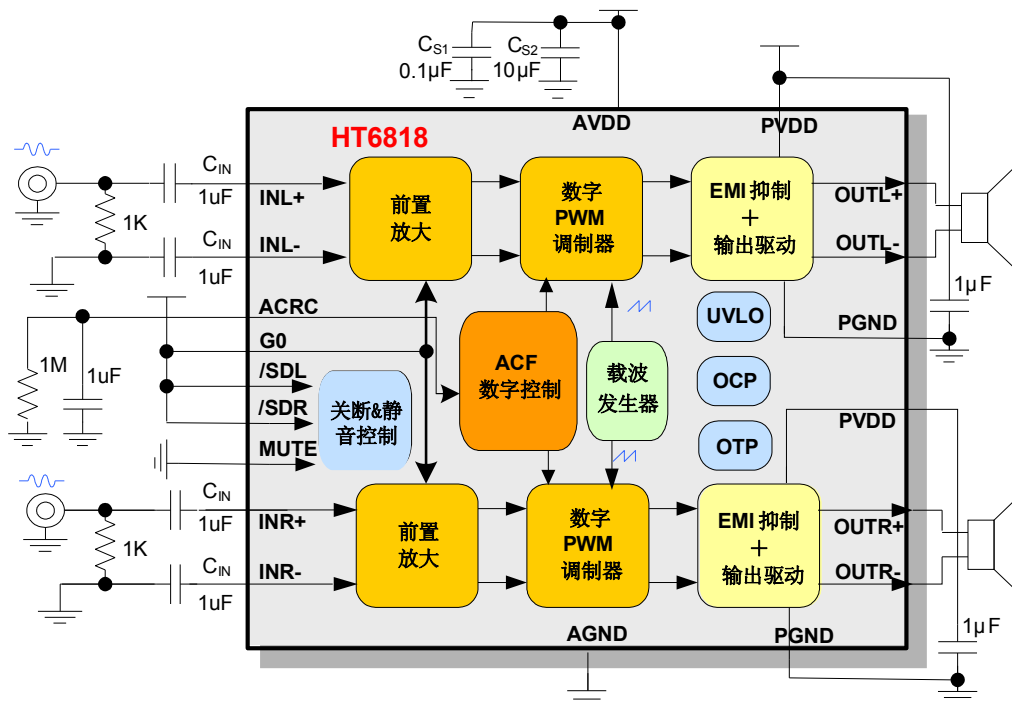 CS1
0.1µF
CS2
10µF
AVDD
PVDD
HT6818
CIN
1uF
INL+
1K
CIN
1uF
INL-
前置
放大
数字
PWM
调制器
EMI 抑制
＋
输出驱动
OUTL+
OUTL-
1µF
ACRC
G0
1M
1uF
/SDL
/SDR
MUTE
关断&静
音控制
ACF
数字控制
载波
发生器
UVLO
OCP
OTP
PGND
PVDD
CIN
1uF
INR+
1K
CIN
1uF
INR-
前置
放大
数字
PWM
调制器
EMI 抑制
＋
输出驱动
OUTR+
OUTR-
AGND
PGND
1µF